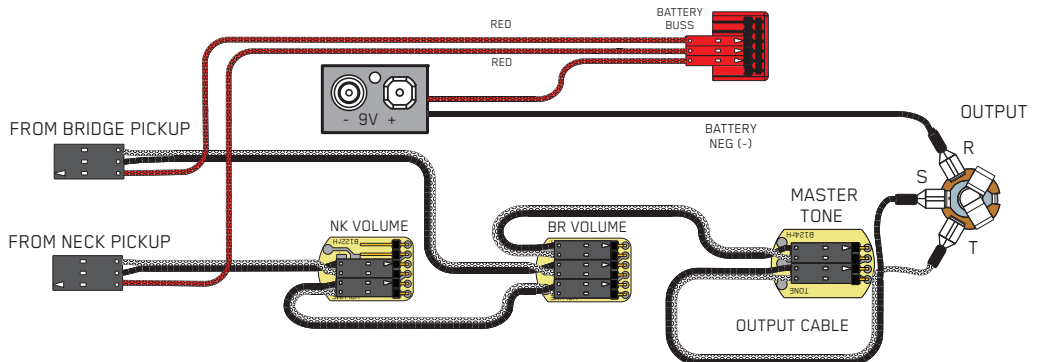 BATTERY
BUSS
RED
RED
- 9V +
BATTERY
NEG (-)
OUTPUT
R
S
T
FROM BRIDGE PICKUP
FROM NECK PICKUP
NK VOLUME
BR VOLUME
MASTER
TONE
TONE
OUTPUT CABLE